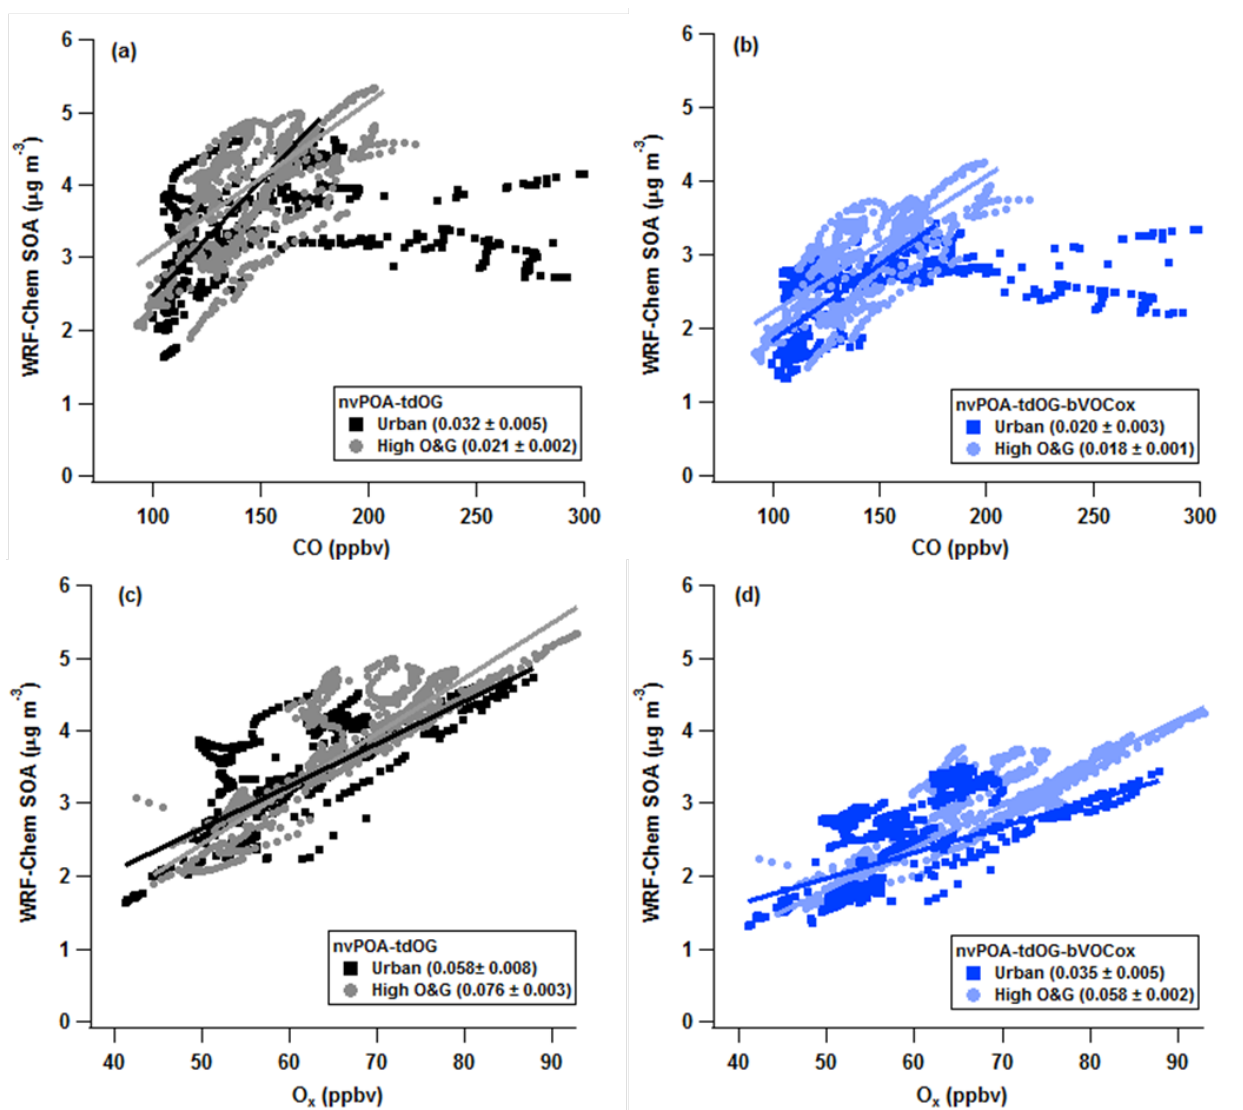 (a)
WRF-Chem SOA (µg m-3)
6
5
4
3
2
1
0
nvPOA-tdOG
Urban (0.032 ± 0.005)
High O&G (0.021 ± 0.002)
100 150 200 250 300
CO (ppbv)
(b)
WRF-Chem SOA (µg m-3)
6
5
4
3
2
1
0
nvPOA-tdOG-bVOCox
Urban (0.020 ± 0.003)
High O&G (0.018 ± 0.001)
100 150 200 250 300
CO (ppbv)
(c)
WRF-Chem SOA (µg m-3)
6
5
4
3
2
1
0
nvPOA-tdOG
Urban (0.058± 0.008)
High O&G (0.076 ± 0.003)
40 50 60 70 80 90
Ox (ppbv)
(d)
WRF-Chem SOA (µg m-3)
6
5
4
3
2
1
0
nvPOA-tdOG-bVOCox
Urban (0.035 ± 0.005)
High O&G (0.058 ± 0.002)
40 50 60 70 80 90
Ox (ppbv)